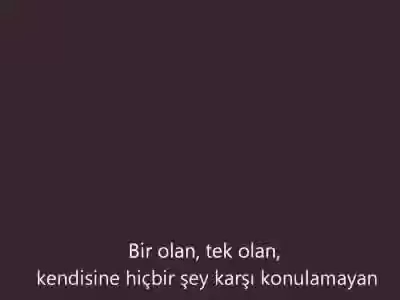 Bir olan, tek olan,
kendisine hiçbir şey karşı konulamayan